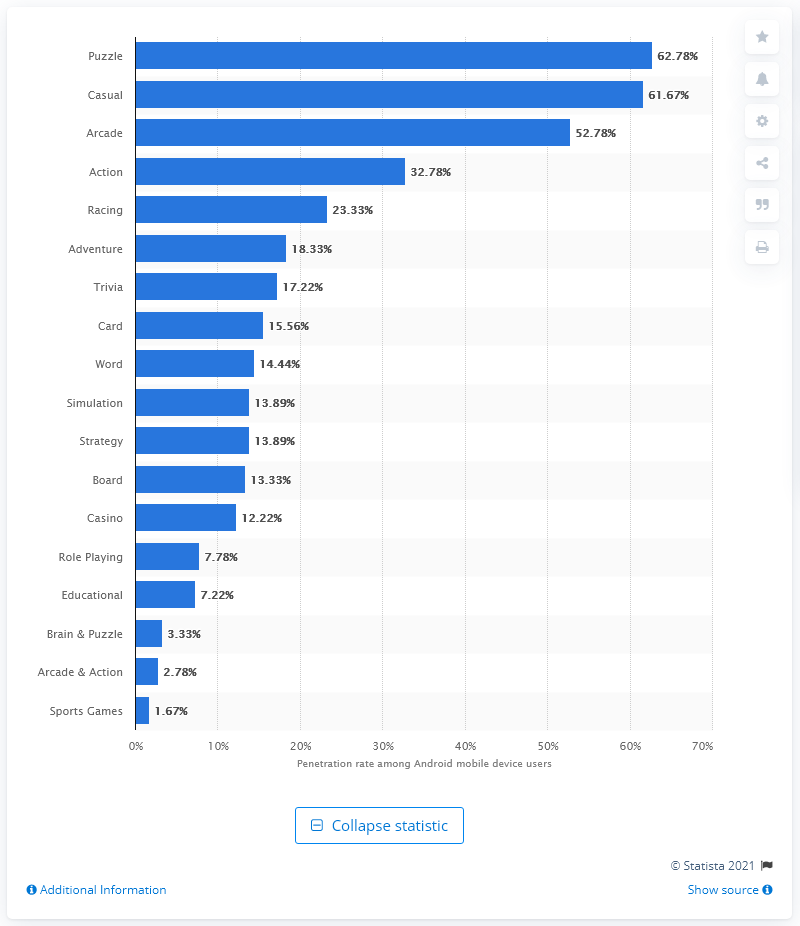 Puzzle 62.78%
Casual 61.67%
Arcade 52.78%
Action 32.78%
Racing 23.33%
Adventure 18.33%
Trivia 17.22%
Card 15.56%
Word 14.44%
Simulation 13.89%
Strategy 13.89%
Board 13.33%
Casino 12.22%
Role Playing 7.78%
Educational 7.22%
Brain & Puzzle 3.33%
Arcade & Action 2.78%
Sports Games 1.67%
0% 10% 20% 30% 40% 50% 60% 70%
Penetration rate among Android mobile device users
Collapse statistic
© Statista 2021
Additional Information Show source